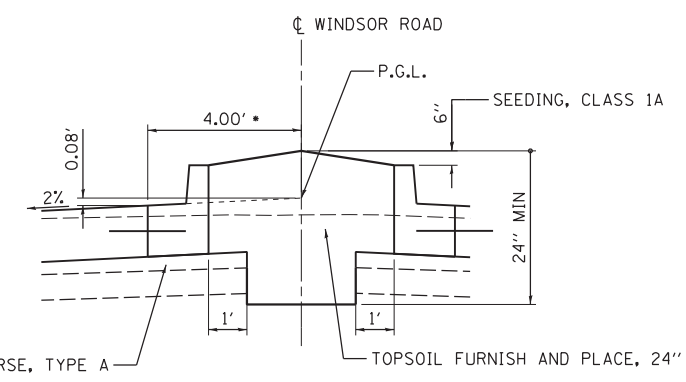 ℄ WINDSOR ROAD
P.G.L.
SEEDING, CLASS 1A
6"
4.00' *
0.08'
2%
24" MIN
1'
1'
RSE, TYPE A
TOPSOIL FURNISH AND PLACE, 24"